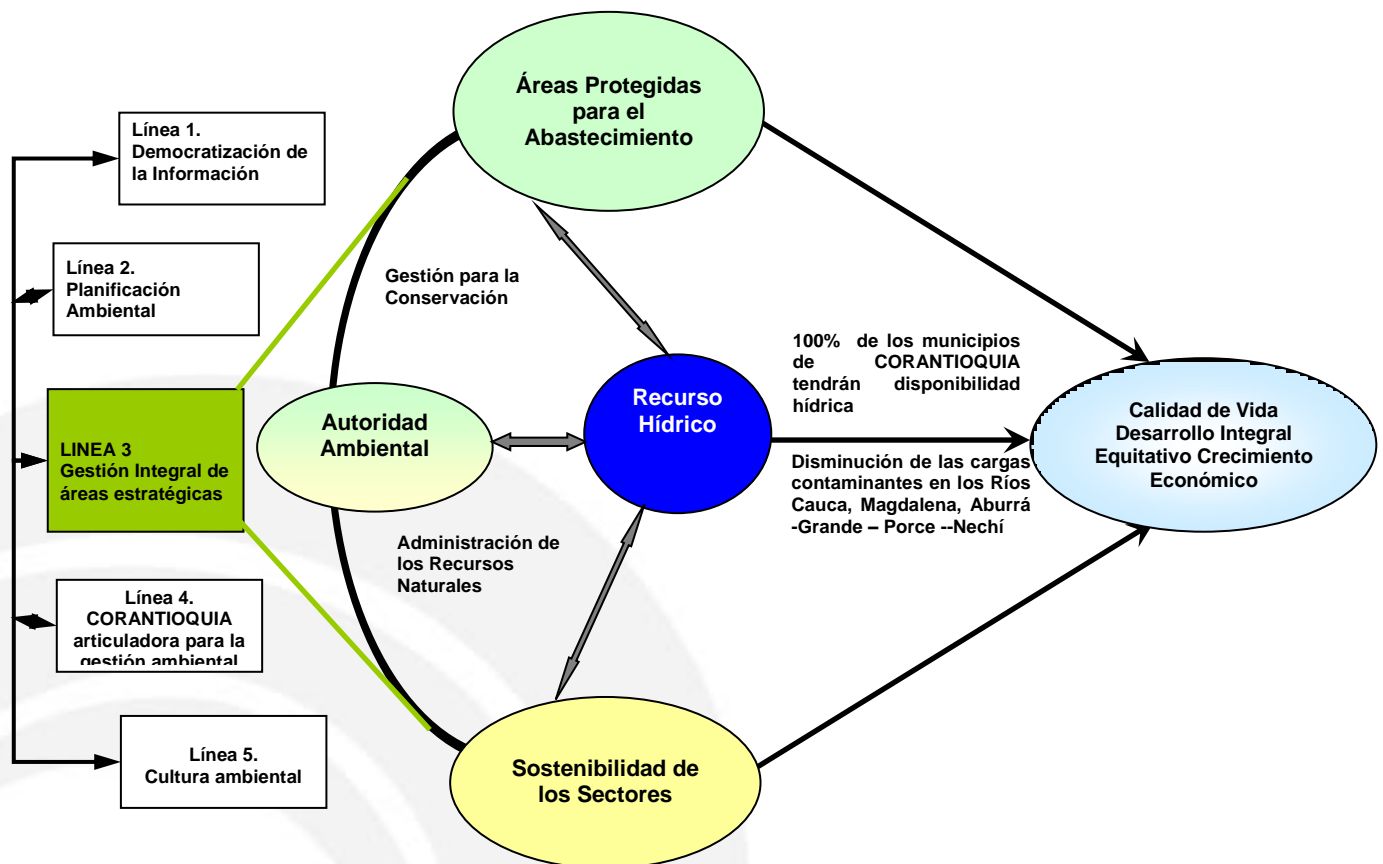 Áreas Protegidas
para el
Abastecimiento
Línea 1.
Democratización de
la Información
Línea 2.
Planificación
Ambiental
LINEA 3
Gestión Integral de
áreas estratégicas
Línea 4.
CORANTIOQUIA
articuladora para la
gestión ambiental
Línea 5.
Cultura ambiental
Gestión para la
Conservación
Autoridad
Ambiental
Administración de
los Recursos
Naturales
Recurso
Hídrico
Sostenibilidad de
los Sectores
100% de los municipios
de CORANTIOQUIA
tendrán disponibilidad
hídrica
Disminución de las cargas
contaminantes en los Ríos
Cauca, Magdalena, Aburrá
-Grande – Porce --Nechí
Calidad de Vida
Desarrollo Integral
Equitativo Crecimiento
Económico